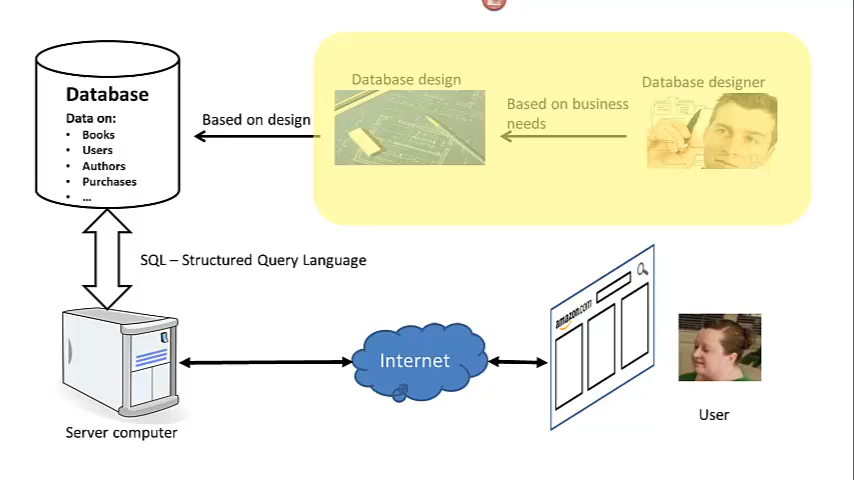 Database
Data on:
• Books
• Users
• Authors
• Purchases
• ...
Based on design
Database design
Based on business
needs
Database designer
SQL – Structured Query Language
Server computer
Internet
amazon.com
User